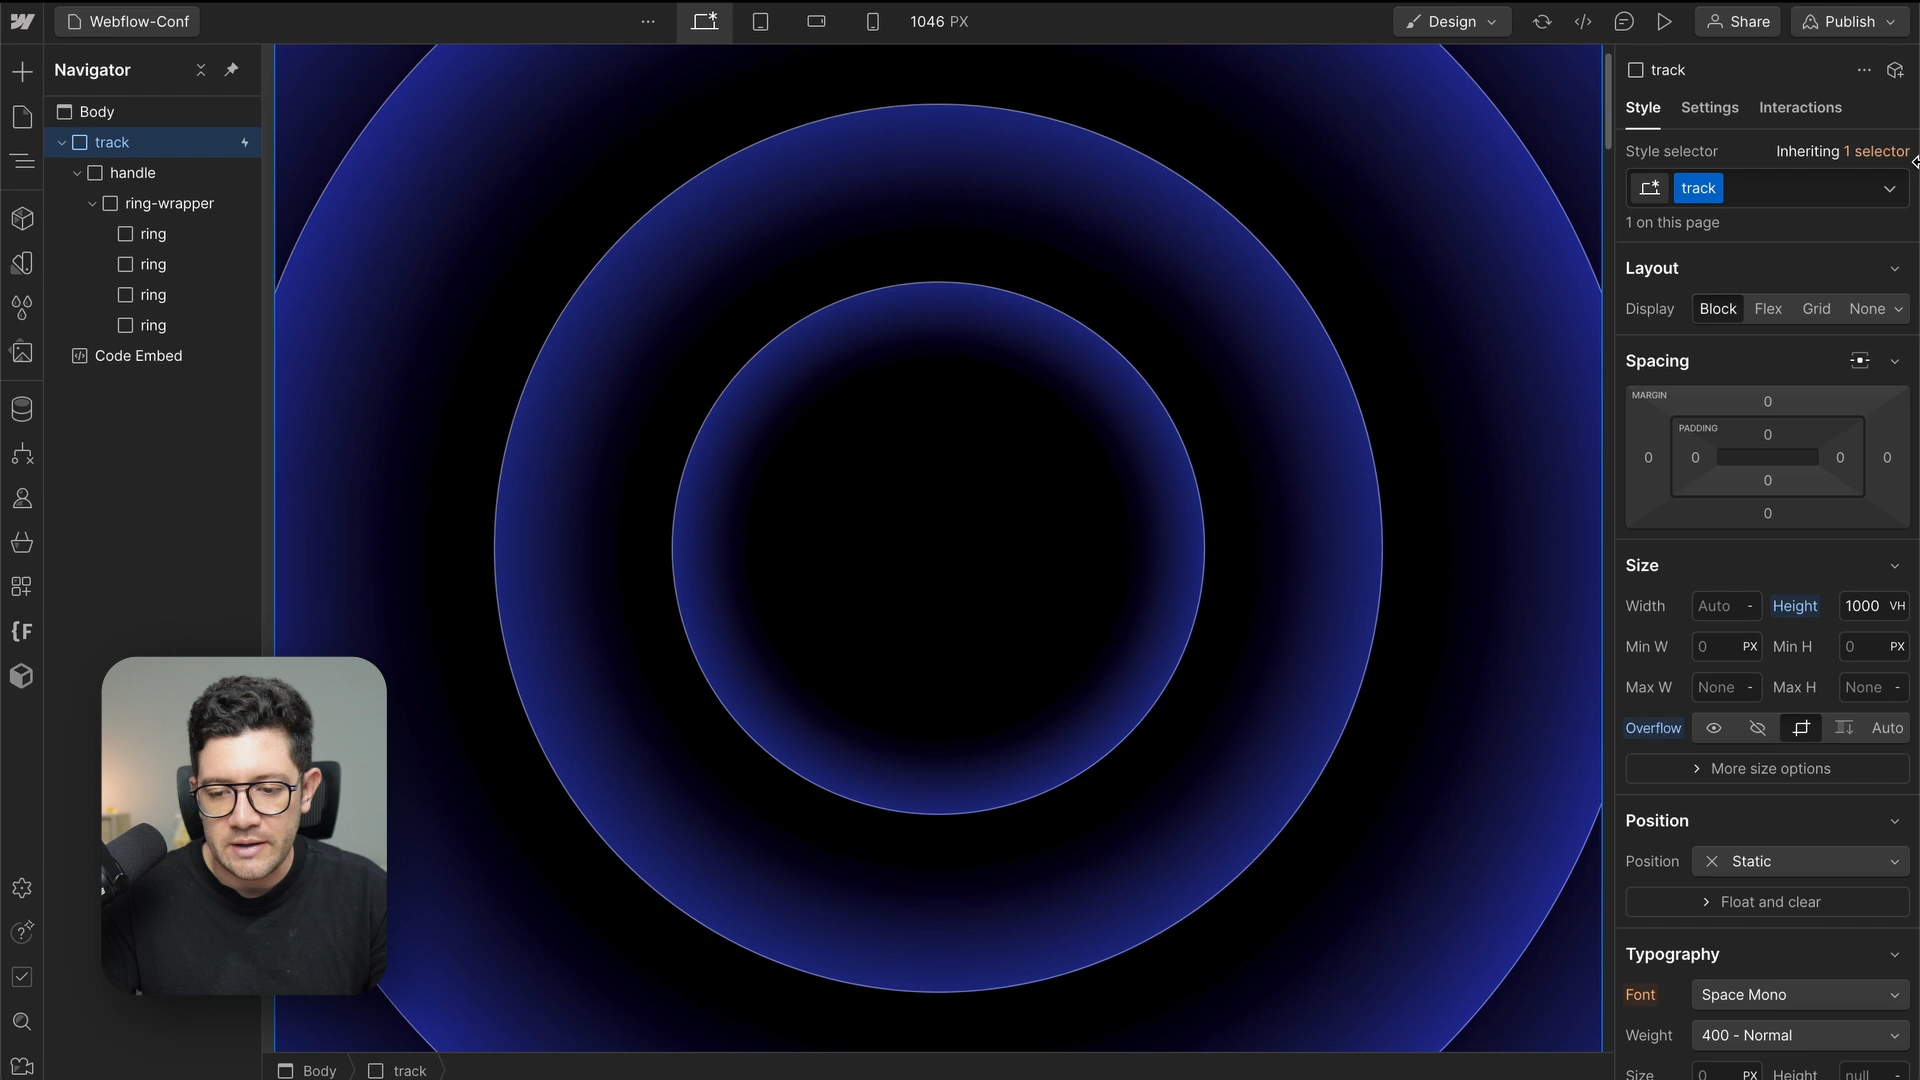 Webflow-Conf
1046 PX
Design
Share
Publish
Navigator
Body
track
handle
ring-wrapper
ring
ring
ring
ring
Code Embed
track
Style
Settings
Interactions
Style selector
Inheriting 1 selector
track
1 on this page
Layout
Display
Block
Flex
Grid
None
Spacing
MARGIN
0
PADDING
0
0
0
0
0
0
0
Size
Width
Auto -
Height
1000 VH
Min W
0 PX
Min H
0 PX
Max W
None -
Max H
None -
Overflow
Auto
More size options
Position
Position
Static
Float and clear
Typography
Font
Space Mono
Weight
400 - Normal
Size
0 PX
Height
null -
{F
Body
track